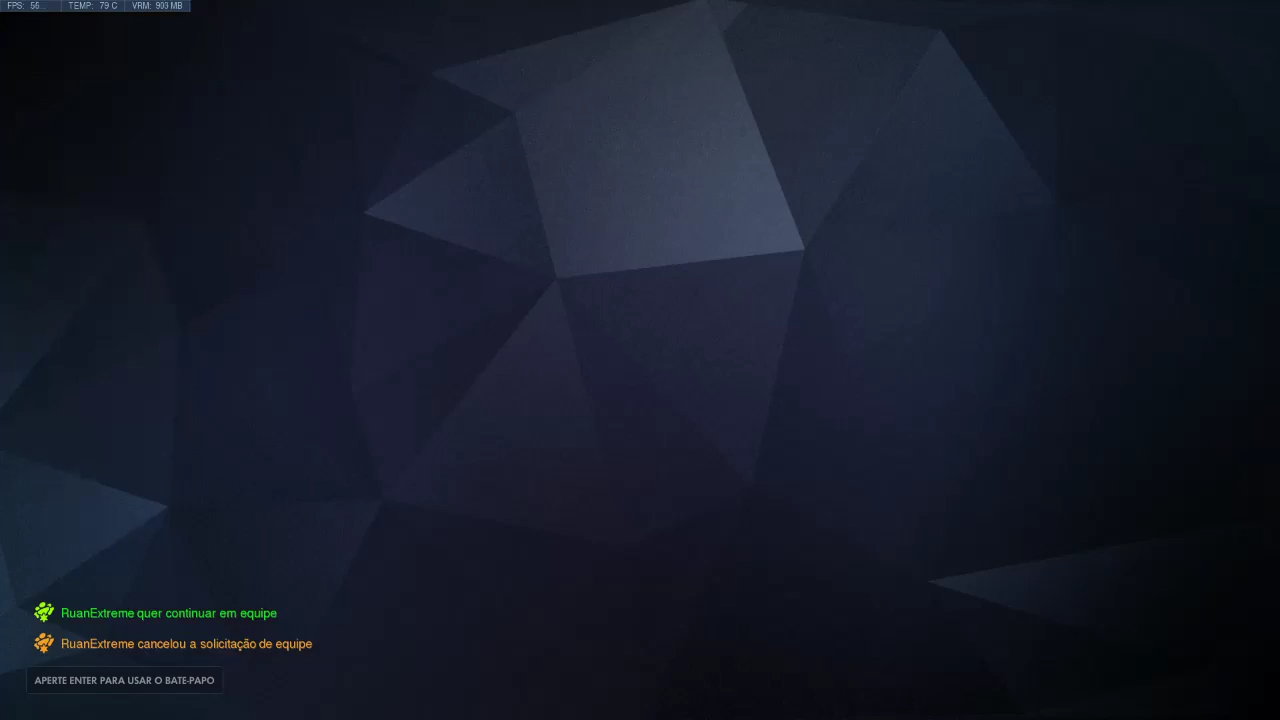 FPS: 55... TEMP: 79 C VRM: 903 MB
RuanExtreme quer continuar em equipe
RuanExtreme cancelou a solicitação de equipe
APERTE ENTER PARA USAR O BATE-PAPO